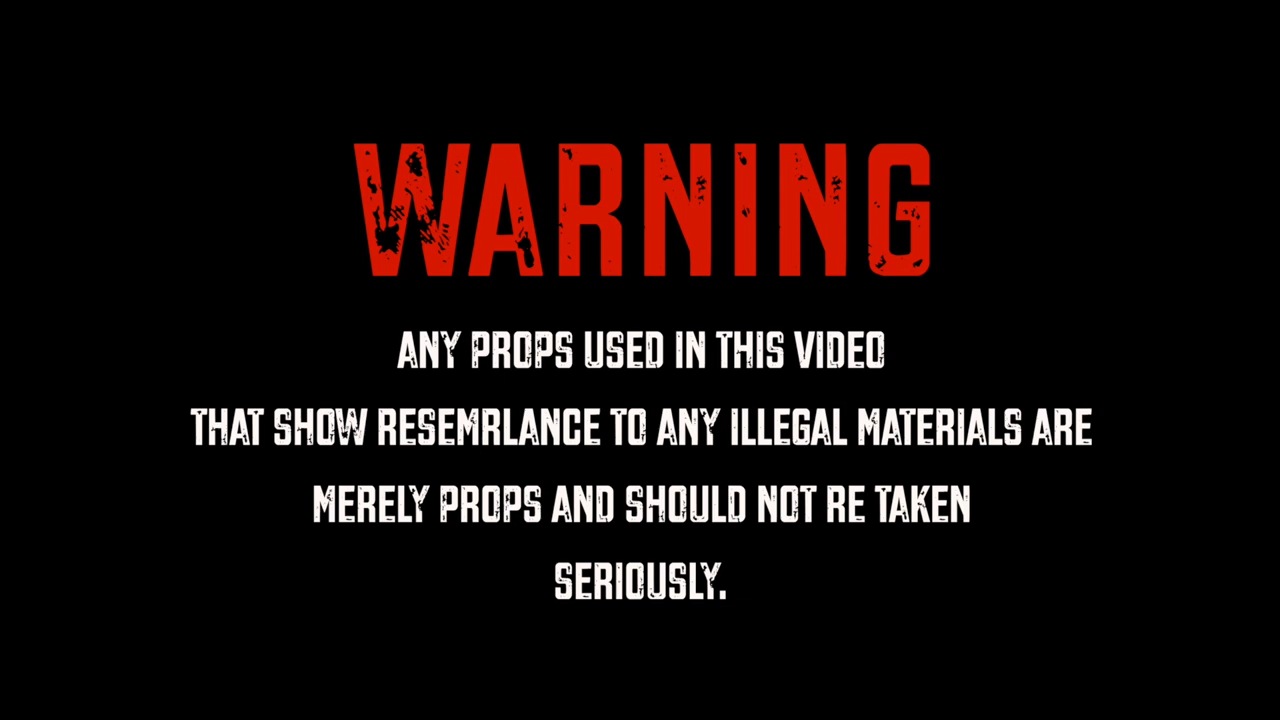 WARNING
ANY PROPS USED IN THIS VIDEO
THAT SHOW RESEMRLANCE TO ANY ILLEGAL MATERIALS ARE
MERELY PROPS AND SHOULD NOT RE TAKEN
SERIOUSLY.